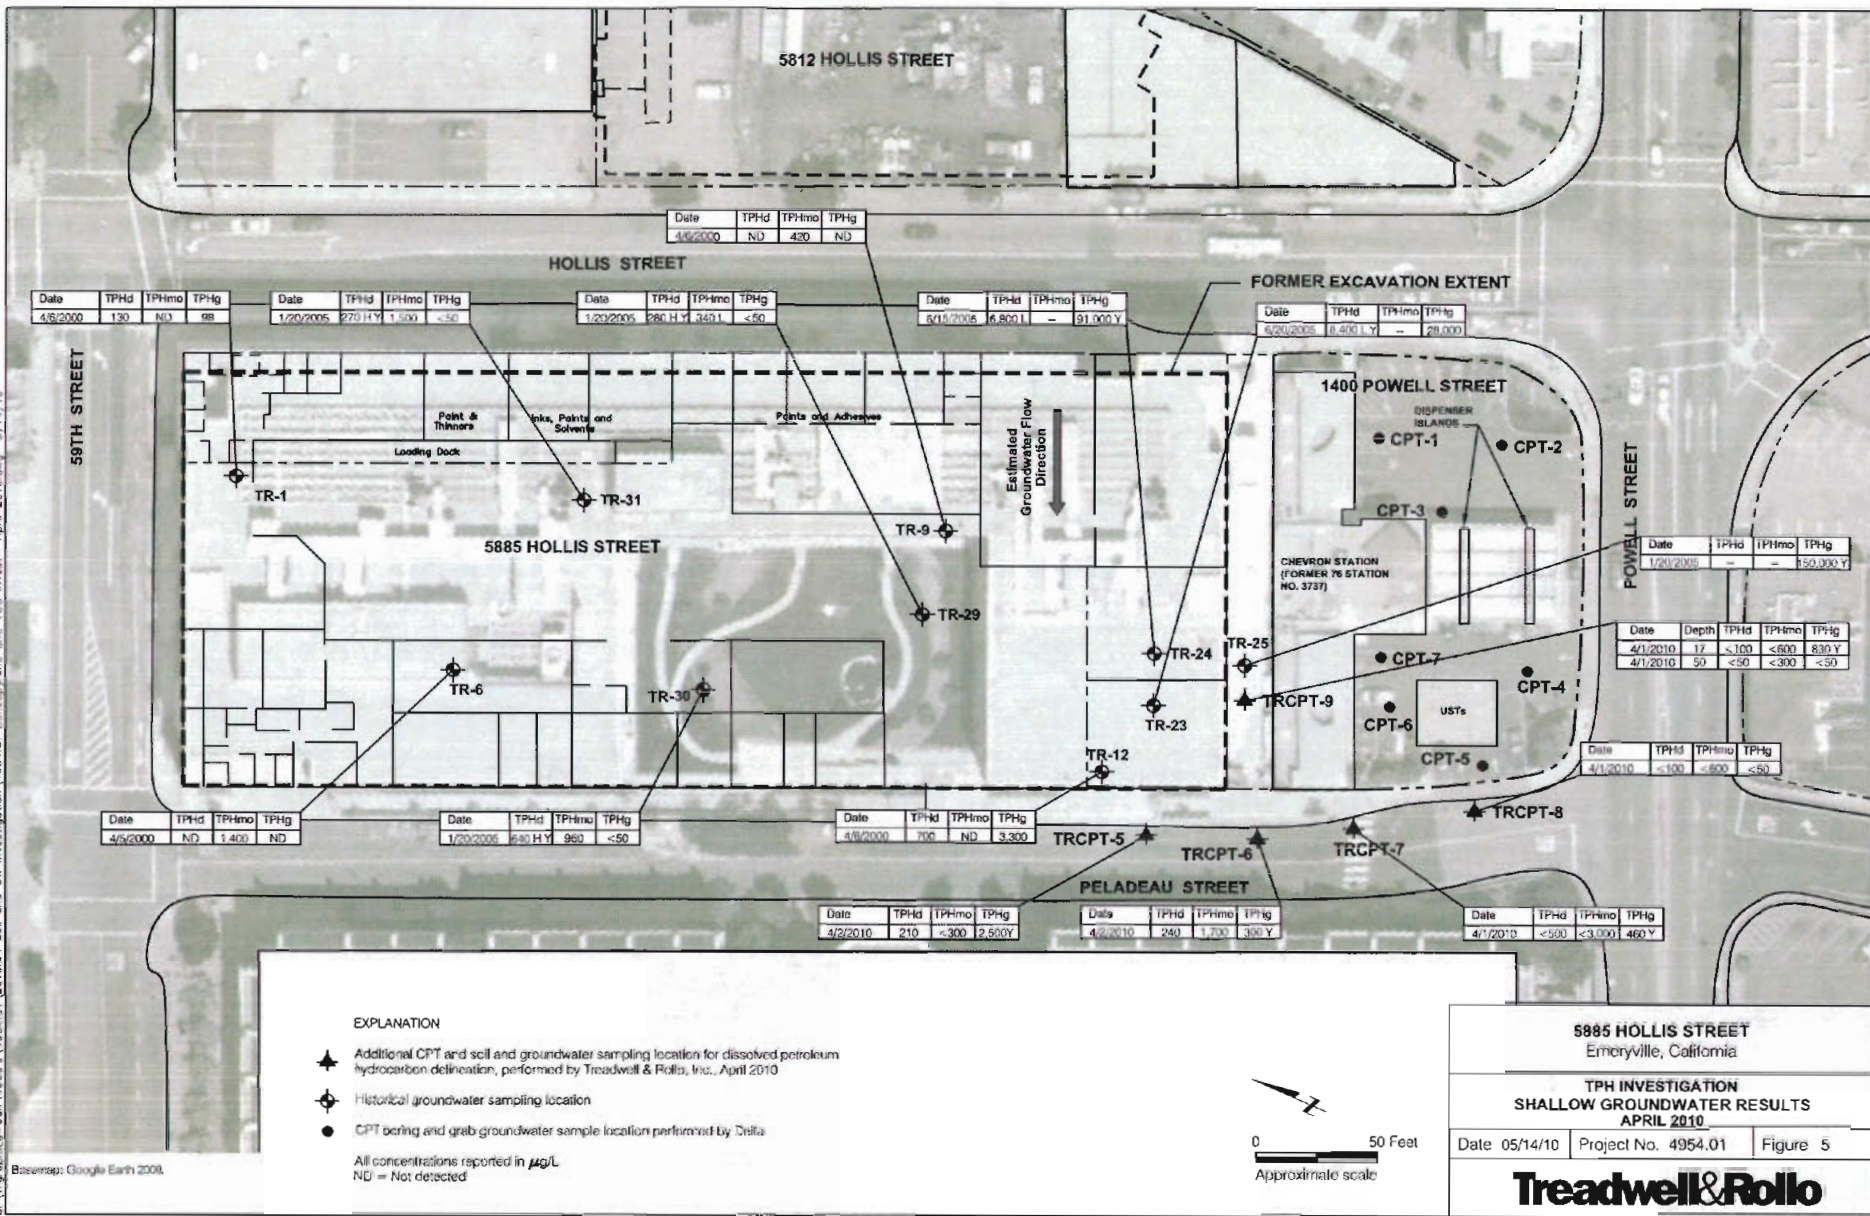 5812 HOLLIS STREET
Date TPHd TPHmo TPHg
4/6/2000 ND 420 ND
HOLLIS STREET
FORMER EXCAVATION EXTENT
Date TPHd TPHmo TPHg
4/6/2000 130 ND 98
Date TPHd TPHmo TPHg
1/20/2005 270 H Y 1,500 <50
Date TPHd TPHmo TPHg
1/20/2005 280 H Y 340 L <50
Date TPHd TPHmo TPHg
6/15/2005 6,800 L – 91,000 Y
Date TPHd TPHmo TPHg
6/20/2005 8,400 L Y – 28,000
59TH STREET
1400 POWELL STREET
DISPENSER
ISLANDS
Paint &
Thinners
Inks, Paints and
Solvents
Paints and Adhesives
Loading Dock
Estimated
Groundwater Flow
Direction
CPT-1
CPT-2
CPT-3
POWELL STREET
TR-1
TR-31
TR-9
5885 HOLLIS STREET
CHEVRON STATION
(FORMER 76 STATION
NO. 3737)
Date TPHd TPHmo TPHg
1/20/2005 – – 150,000 Y
TR-29
TR-24
TR-25
CPT-7
Date Depth TPHd TPHmo TPHg
4/1/2010 17 <100 <600 830 Y
4/1/2010 50 <50 <300 <50
TR-6
TR-30
TR-23
TRCPT-9
CPT-6
USTs
CPT-4
TR-12
CPT-5
Date TPHd TPHmo TPHg
4/1/2010 <100 <600 <50
Date TPHd TPHmo TPHg
4/5/2000 ND 1,400 ND
Date TPHd TPHmo TPHg
1/20/2005 640 H Y 960 <50
Date TPHd TPHmo TPHg
4/6/2000 700 ND 3,300
TRCPT-5
TRCPT-6
TRCPT-7
TRCPT-8
PELADEAU STREET
Date TPHd TPHmo TPHg
4/2/2010 210 <300 2,500Y
Date TPHd TPHmo TPHg
4/2/2010 240 1,700 300 Y
Date TPHd TPHmo TPHg
4/1/2010 <500 <3,000 460 Y
EXPLANATION
Additional CPT and soil and groundwater sampling location for dissolved petroleum
hydrocarbon delineation, performed by Treadwell & Rollo, Inc., April 2010
Historical groundwater sampling location
CPT boring and grab groundwater sample location performed by Delta
All concentrations reported in µg/L
ND = Not detected
Basemap: Google Earth 2009.
0 50 Feet
Approximate scale
5885 HOLLIS STREET
Emeryville, California
TPH INVESTIGATION
SHALLOW GROUNDWATER RESULTS
APRIL 2010
Date 05/14/10 Project No. 4954.01 Figure 5
Treadwell&Rollo